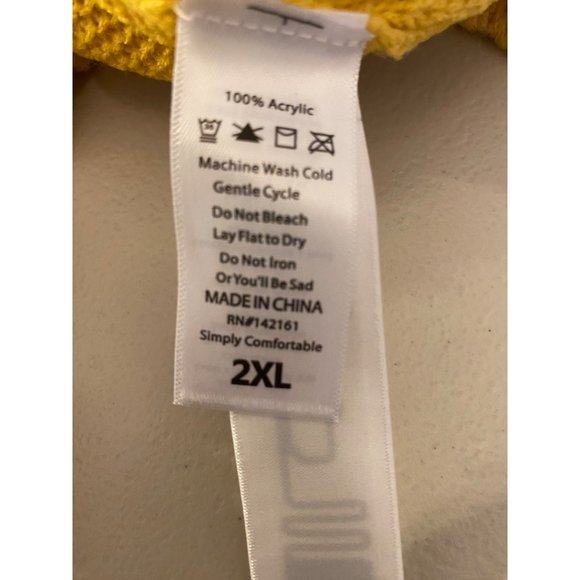 100% Acrylic
30
Machine Wash Cold
Gentle Cycle
Do Not Bleach
Lay Flat to Dry
Do Not Iron
Or You'll Be Sad
MADE IN CHINA
RN#142161
Simply Comfortable
2XL